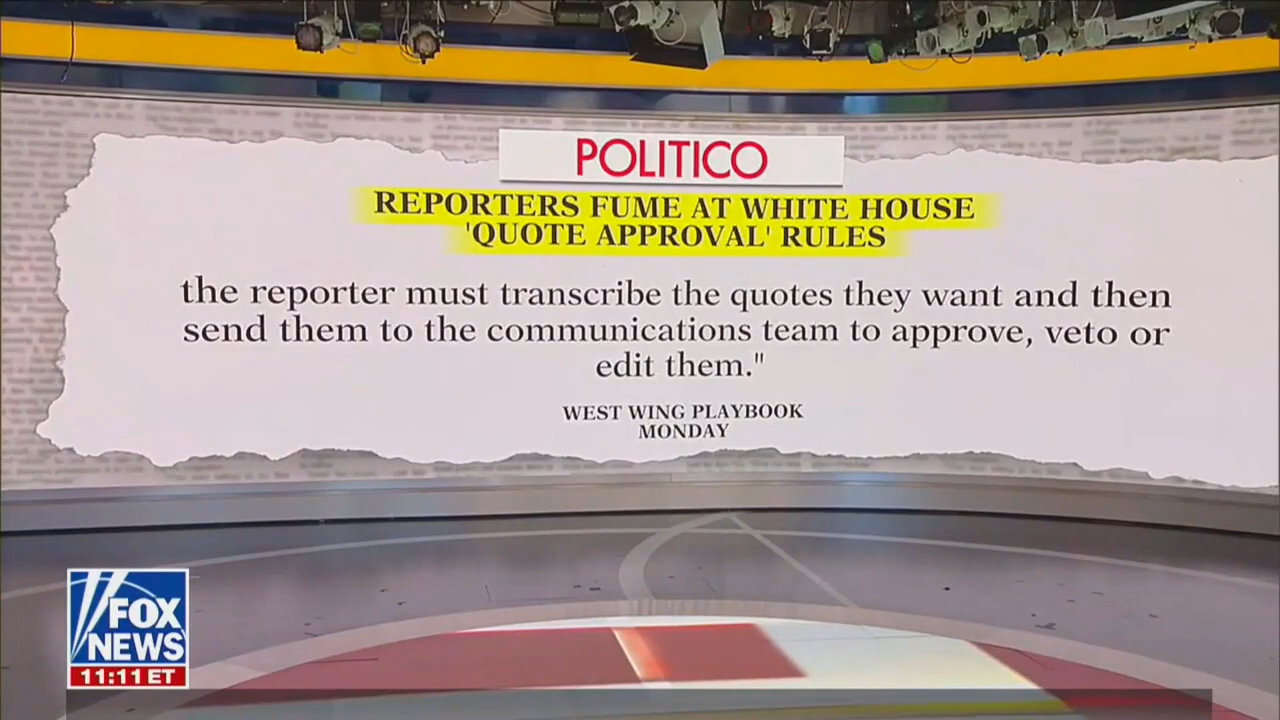 POLITICO
REPORTERS FUME AT WHITE HOUSE
'QUOTE APPROVAL' RULES
the reporter must transcribe the quotes they want and then
send them to the communications team to approve, veto or
edit them."
WEST WING PLAYBOOK
MONDAY
FOX
NEWS
11:11 ET